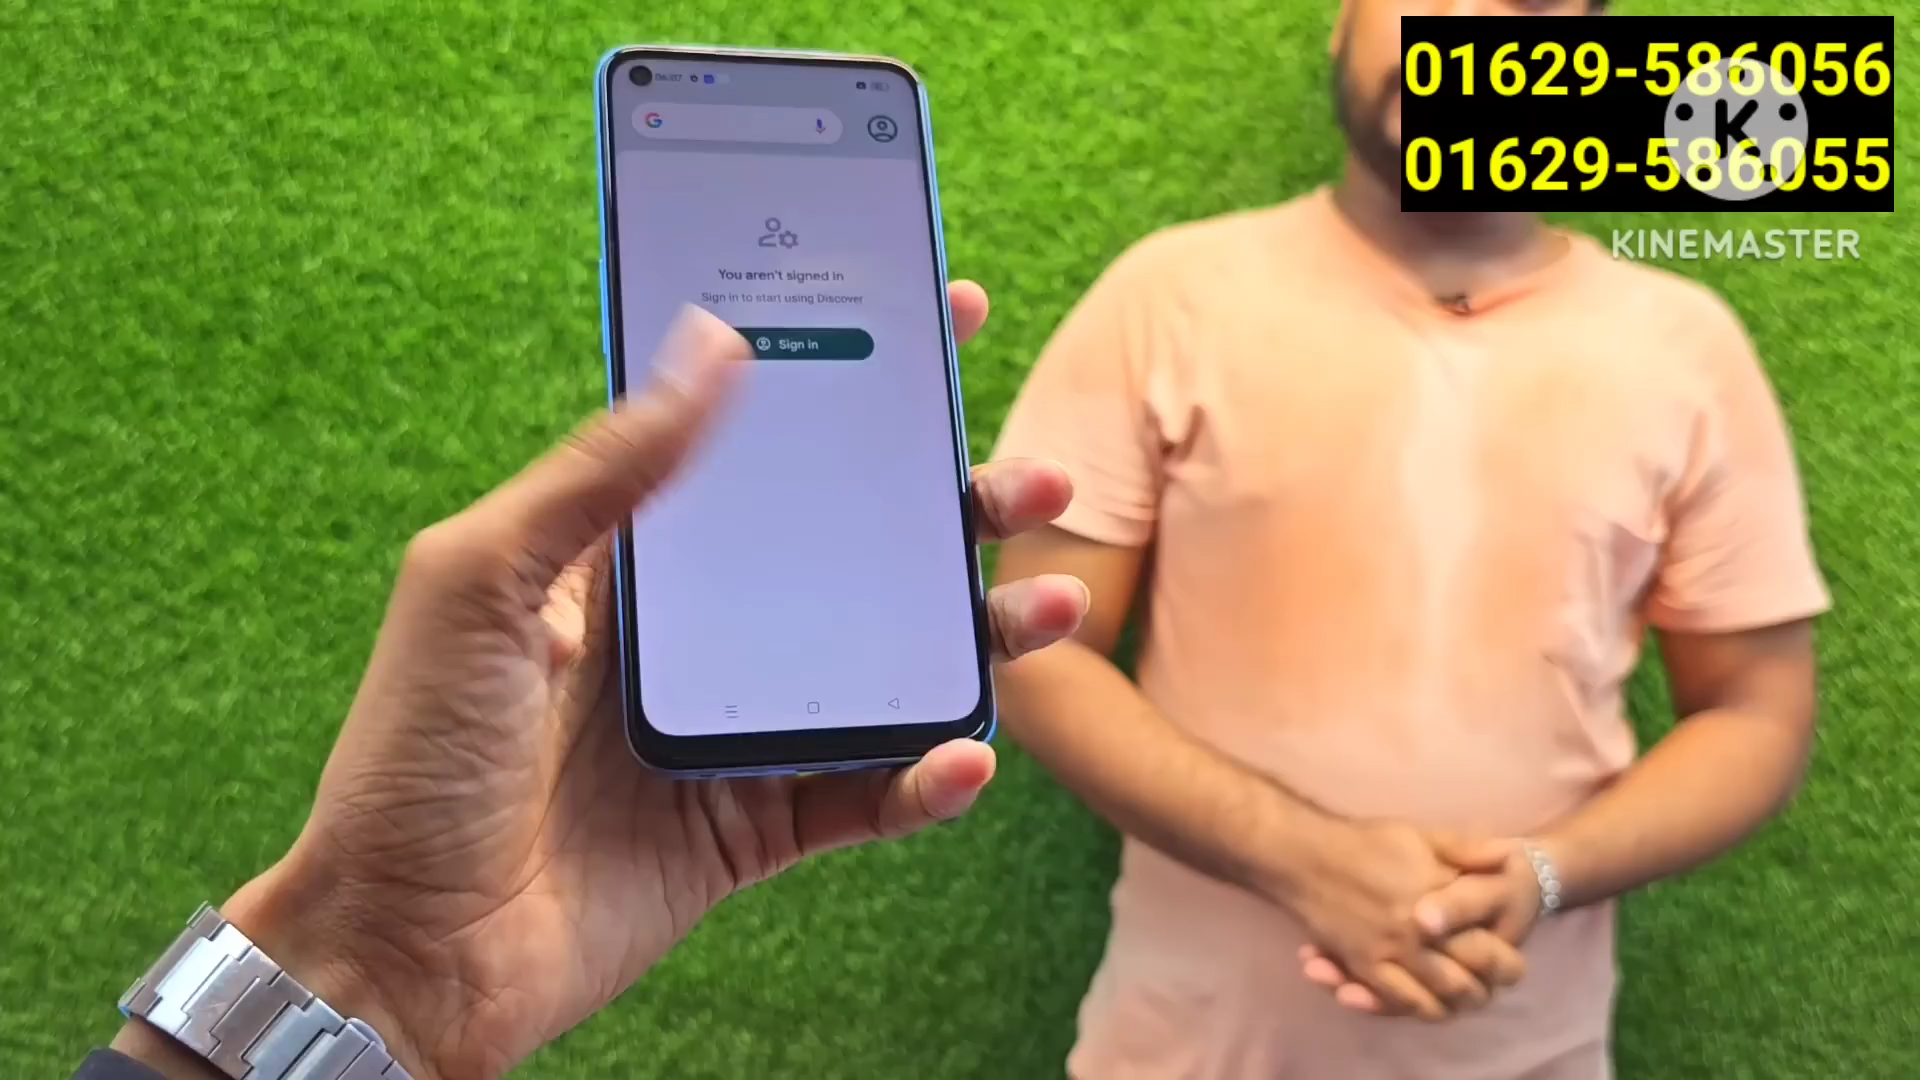 01629-586056
01629-586055
KINEMASTER
You aren't signed in
Sign in to start using Discover
Sign in